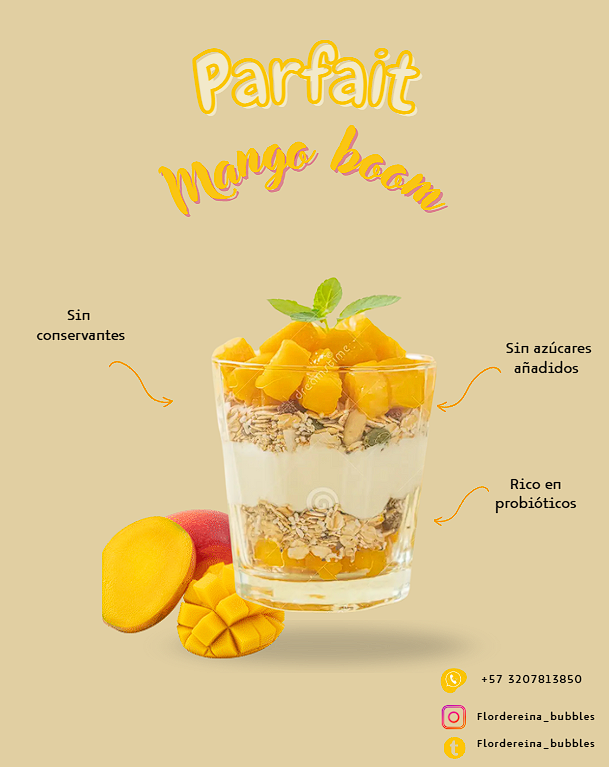 Parfait
Mango boom
Sin
conservantes
Sin azúcares
añadidos
Rico en
probióticos
+57 3207813850
Flordereina_bubbles
t
Flordereina_bubbles